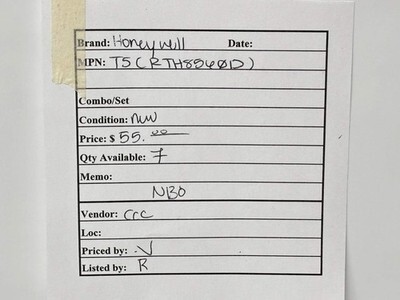 Brand: Honeywell Date:
MPN: T5 (RTH8560D)
Combo/Set
Condition: new
Price: $ 55.00
Qty Available: 7
Memo:
NBO
Vendor: CTC
Loc:
Priced by: V
Listed by: R